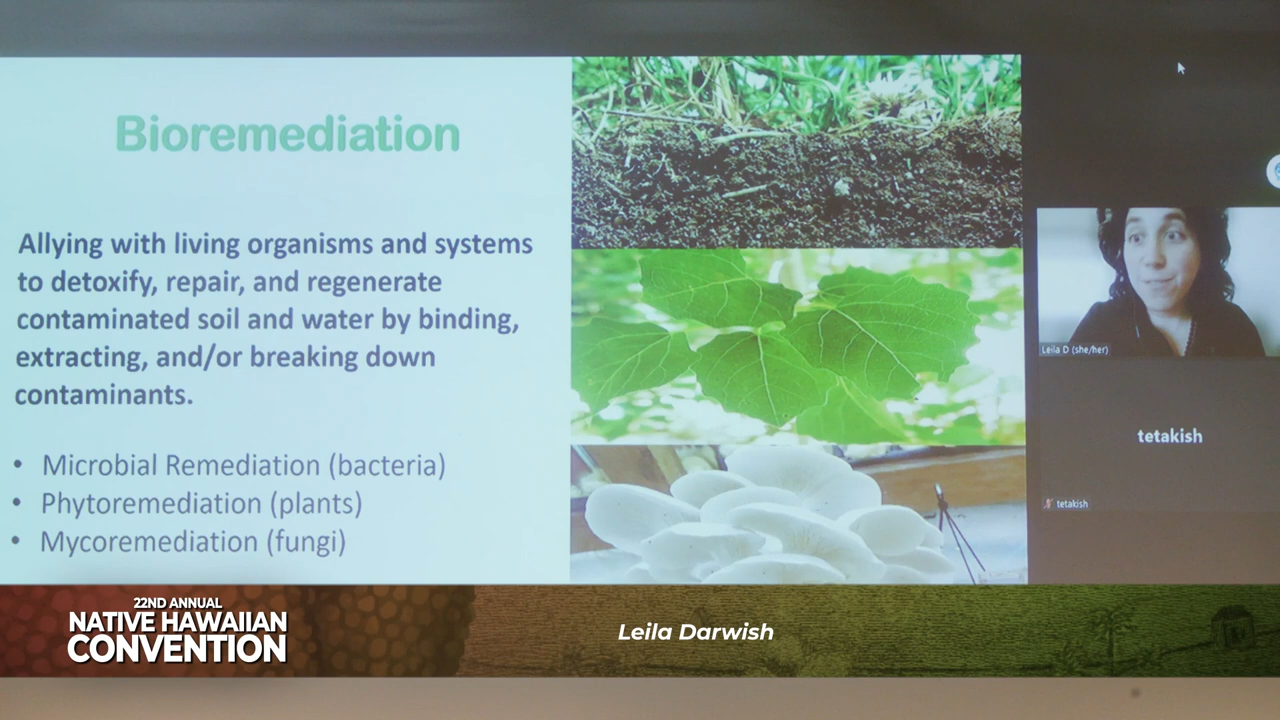 Bioremediation
Allying with living organisms and systems
to detoxify, repair, and regenerate
contaminated soil and water by binding,
extracting, and/or breaking down
contaminants.
• Microbial Remediation (bacteria)
• Phytoremediation (plants)
• Mycoremediation (fungi)
Leila D (she/her)
tetakish
tetakish
22ND ANNUAL
NATIVE HAWAIIAN
CONVENTION
Leila Darwish